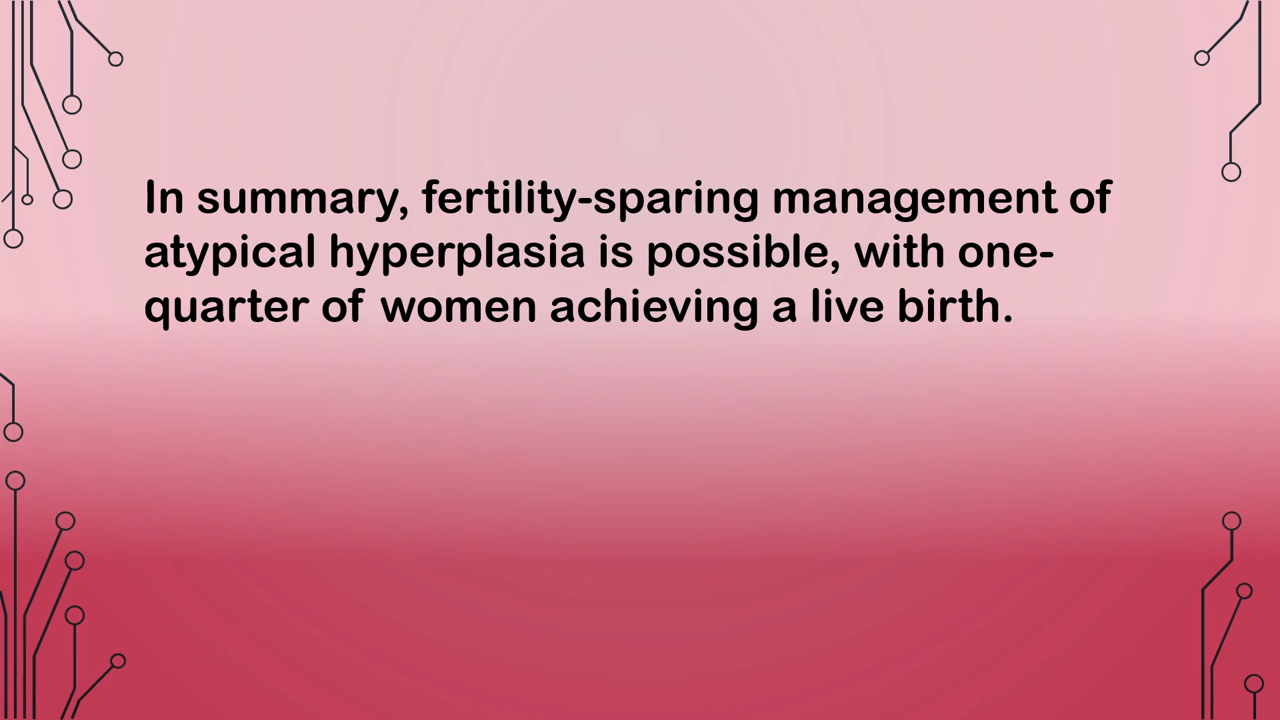 In summary, fertility-sparing management of
atypical hyperplasia is possible, with one-
quarter of women achieving a live birth.